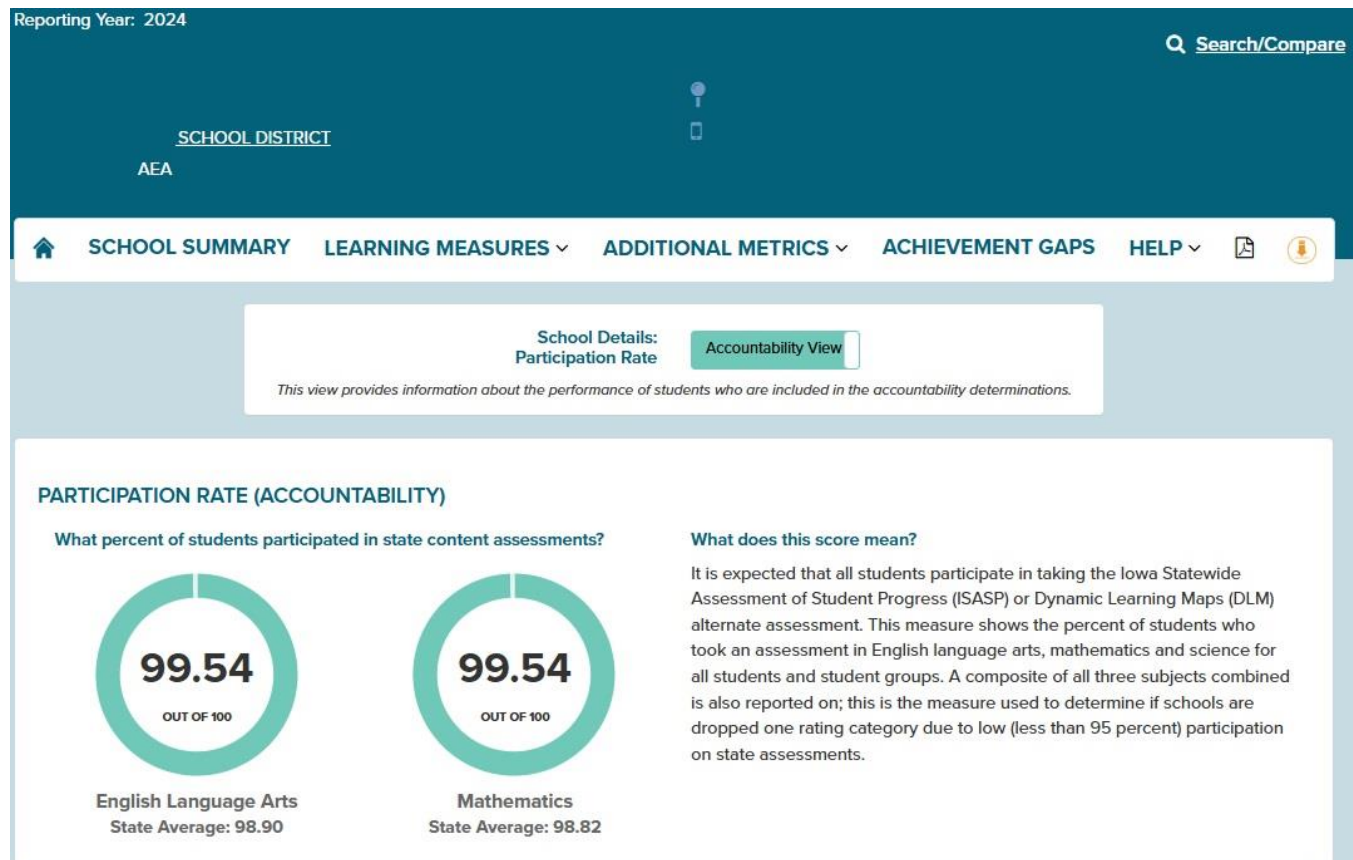 Reporting Year: 2024
Search/Compare
SCHOOL DISTRICT
AEA
SCHOOL SUMMARY LEARNING MEASURES ADDITIONAL METRICS ACHIEVEMENT GAPS HELP
School Details:
Participation Rate
Accountability View
This view provides information about the performance of students who are included in the accountability determinations.
PARTICIPATION RATE (ACCOUNTABILITY)
What percent of students participated in state content assessments?
99.54
OUT OF 100
English Language Arts
State Average: 98.90
99.54
OUT OF 100
Mathematics
State Average: 98.82
What does this score mean?
It is expected that all students participate in taking the Iowa Statewide
Assessment of Student Progress (ISASP) or Dynamic Learning Maps (DLM)
alternate assessment. This measure shows the percent of students who
took an assessment in English language arts, mathematics and science for
all students and student groups. A composite of all three subjects combined
is also reported on; this is the measure used to determine if schools are
dropped one rating category due to low (less than 95 percent) participation
on state assessments.